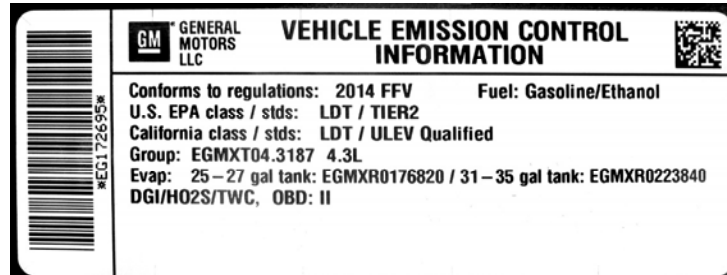 *EG172695*
GM
GENERAL
MOTORS
LLC
VEHICLE EMISSION CONTROL
INFORMATION
Conforms to regulations: 2014 FFV Fuel: Gasoline/Ethanol
U.S. EPA class / stds: LDT / TIER2
California class / stds: LDT / ULEV Qualified
Group: EGMXT04.3187 4.3L
Evap: 25–27 gal tank: EGMXR0176820 / 31–35 gal tank: EGMXR0223840
DGI/HO2S/TWC, OBD: II